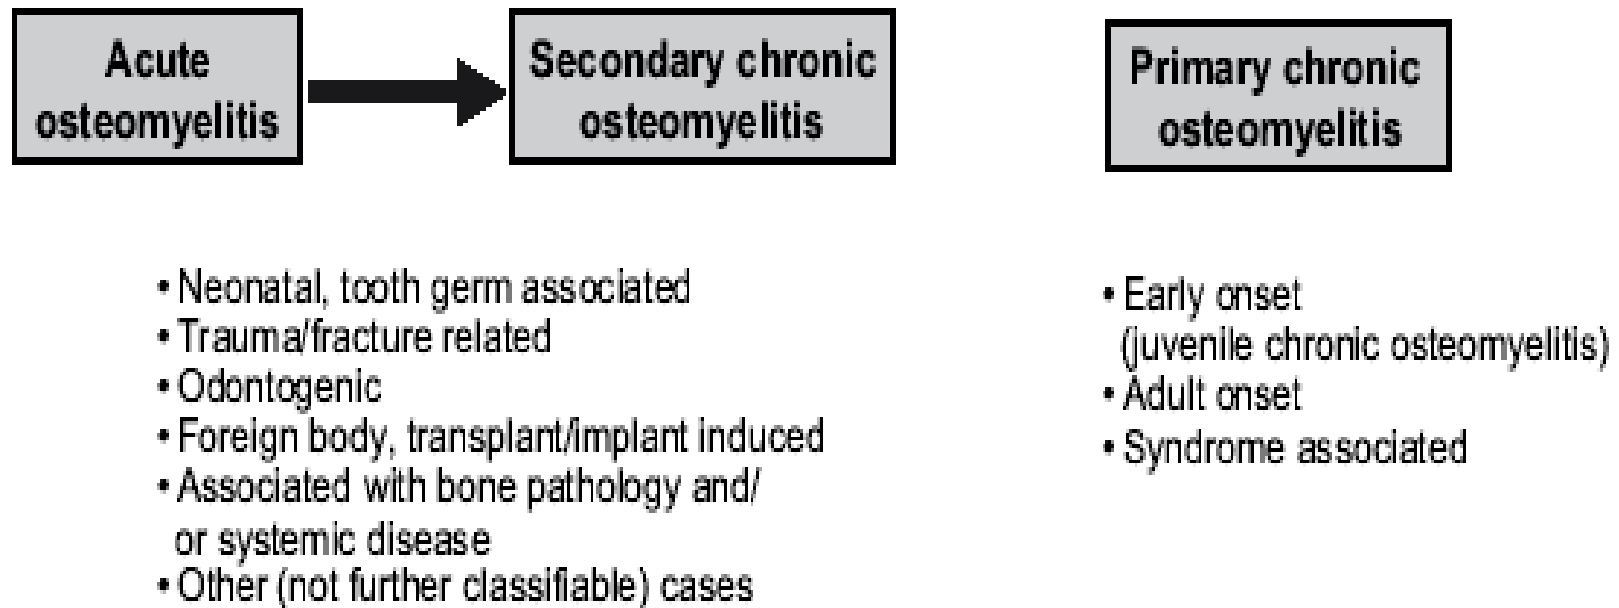 Acute
osteomyelitis
Secondary chronic
osteomyelitis
Primary chronic
osteomyelitis
• Neonatal, tooth germ associated
• Trauma/fracture related
• Odontogenic
• Foreign body, transplant/implant induced
• Associated with bone pathology and/
or systemic disease
• Other (not further classifiable) cases
• Early onset
(juvenile chronic osteomyelitis)
• Adult onset
• Syndrome associated